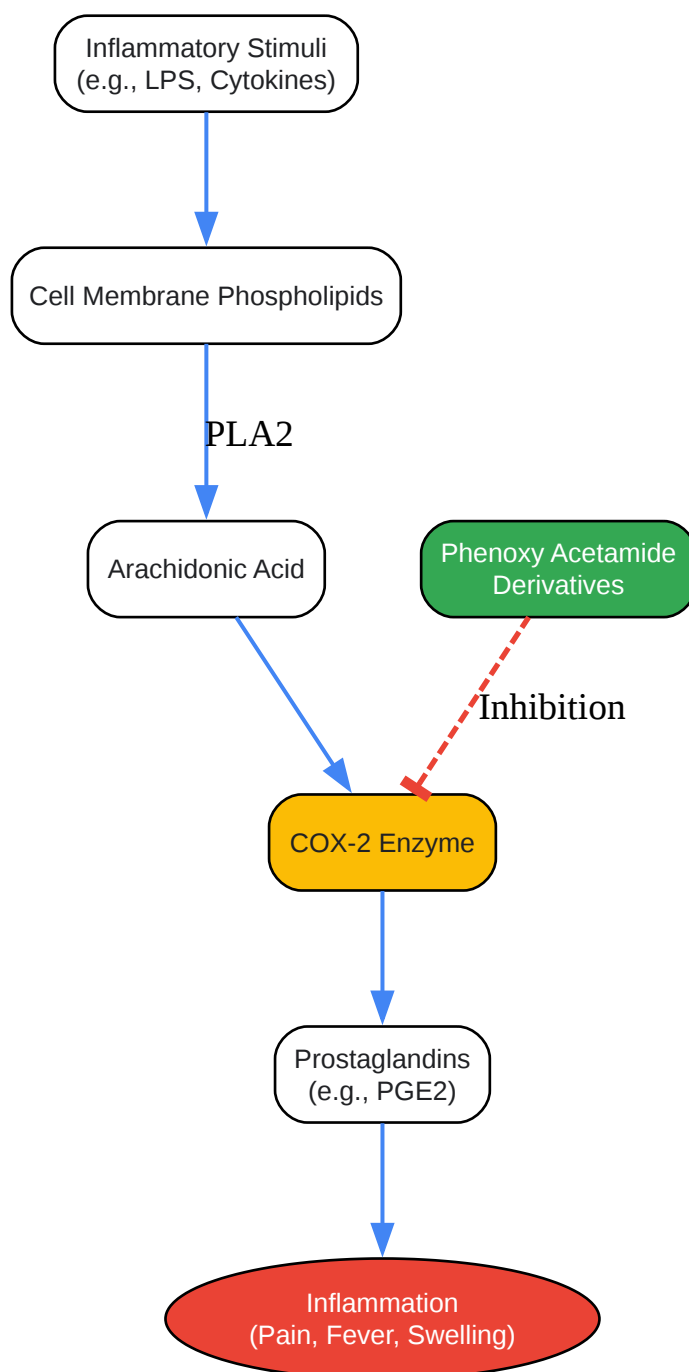 Inflammatory Stimuli
(e.g., LPS, Cytokines)
Cell Membrane Phospholipids
PLA2
Arachidonic Acid
Phenoxy Acetamide
Derivatives
Inhibition
COX-2 Enzyme
Prostaglandins
(e.g., PGE2)
Inflammation
(Pain, Fever, Swelling)